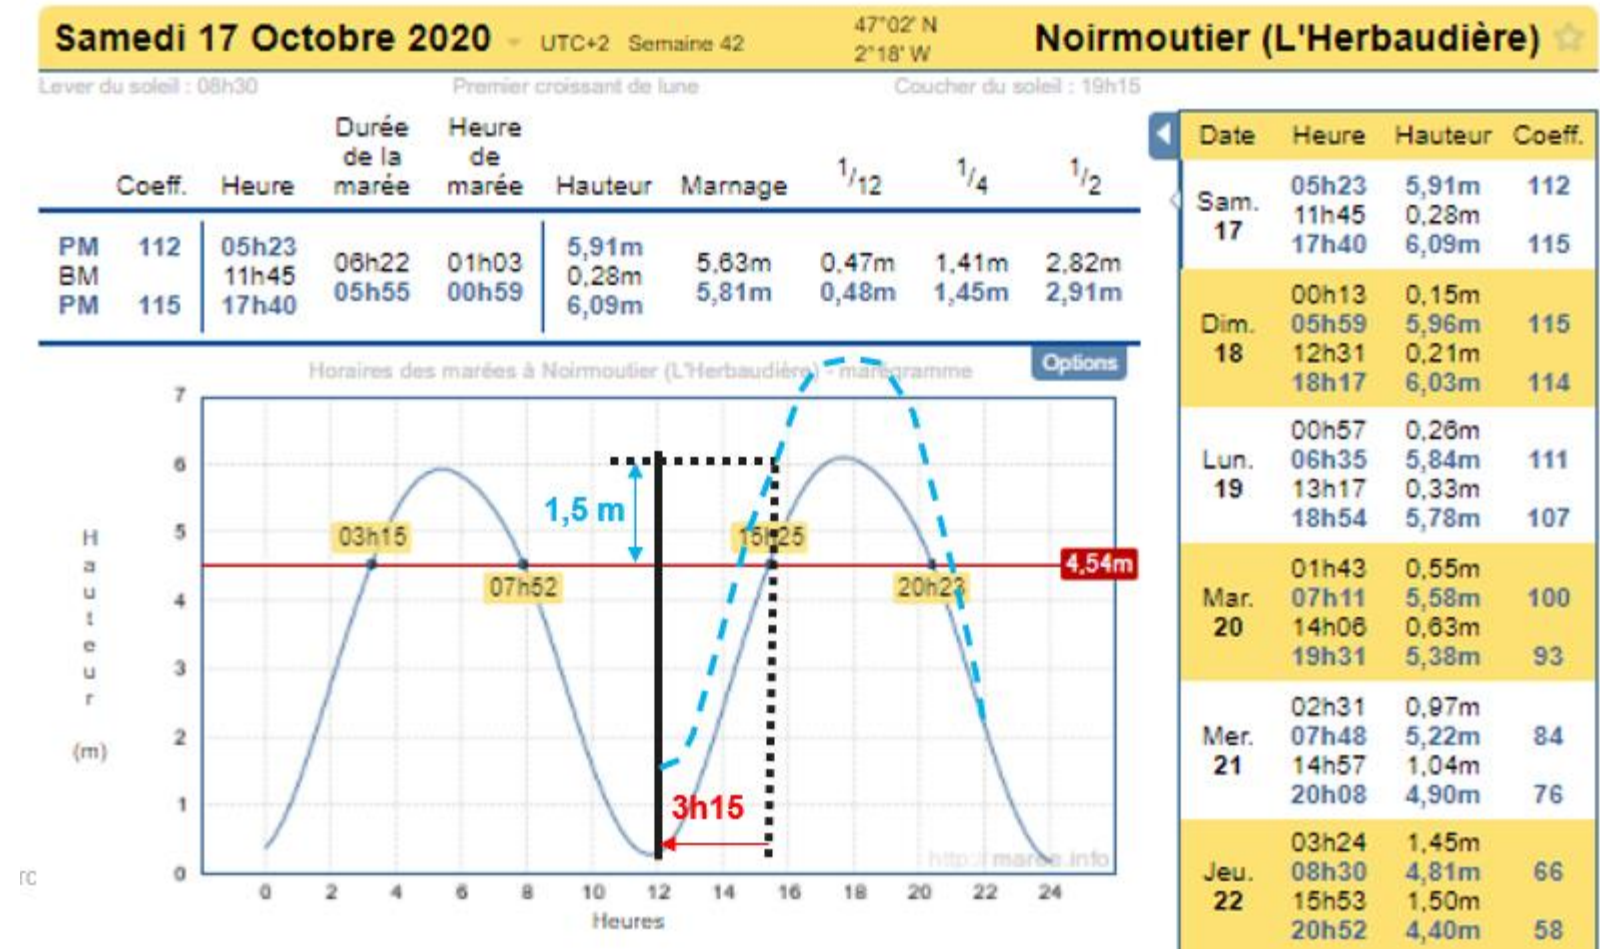 Samedi 17 Octobre 2020 UTC+2 Semaine 42 47°02' N Noirmoutier (L'Herbaudière)
2°18' W
Lever du soleil : 08h30 Premier croissant de lune Coucher du soleil : 19h15
Durée Heure
de la de
Coeff. Heure marée marée Hauteur Marnage 1/12 1/4 1/2
PM 112 05h23 5,91m
06h22 01h03 5,63m 0,47m 1,41m 2,82m
BM 11h45 0,28m
05h55 00h59 5,81m 0,48m 1,45m 2,91m
PM 115 17h40 6,09m
Date Heure Hauteur Coeff.
05h23 5,91m 112
Sam. 11h45 0,28m
17 17h40 6,09m 115
00h13 0,15m
Dim. 05h59 5,96m 115
18 12h31 0,21m
18h17 6,03m 114
00h57 0,26m
Lun. 06h35 5,84m 111
19 13h17 0,33m
18h54 5,78m 107
01h43 0,55m
Mar. 07h11 5,58m 100
20 14h06 0,63m
19h31 5,38m 93
02h31 0,97m
Mer. 07h48 5,22m 84
21 14h57 1,04m
20h08 4,90m 76
03h24 1,45m
Jeu. 08h30 4,81m 66
22 15h53 1,50m
20h52 4,40m 58
Options
Horaires des marées à Noirmoutier (L'Herbaudière) - marégramme
7
6
5
4
3
2
1
0
Hauteur
(m)
1,5 m
03h15
15h25
4,54m
07h52
20h23
3h15
http://maree.info
0 2 4 6 8 10 12 14 16 18 20 22 24
Heures
TC